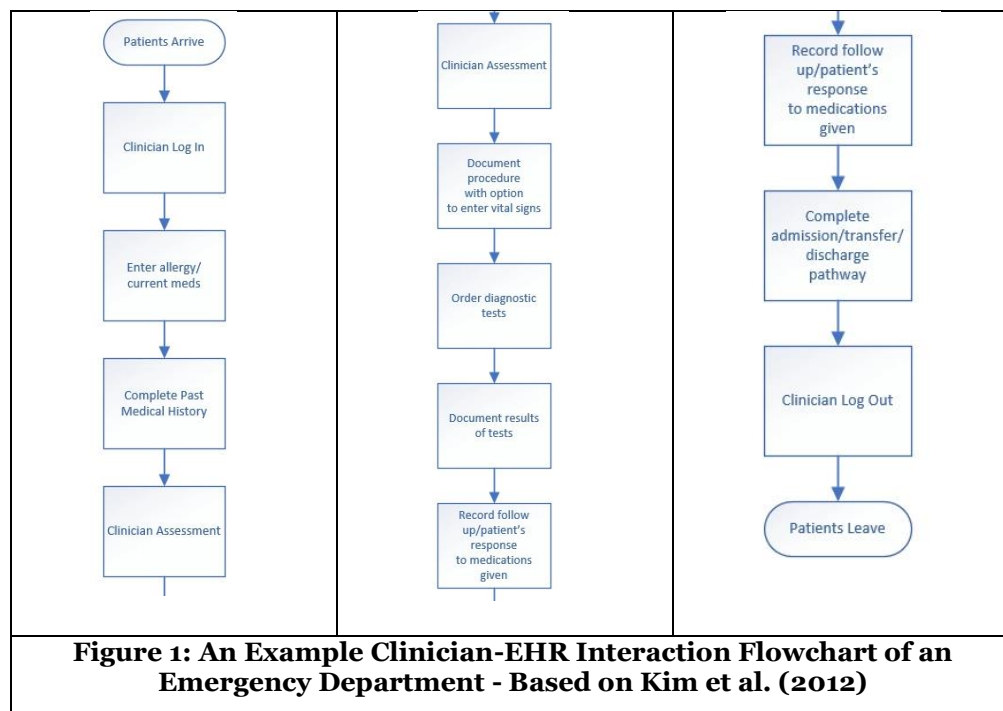 Patients Arrive
Clinician Log In
Enter allergy/
current meds
Complete Past
Medical History
Clinician Assessment
Clinician Assessment
Document
procedure
with option
to enter vital signs
Order diagnostic
tests
Document results
of tests
Record follow
up/patient's
response
to medications
given
Record follow
up/patient's
response
to medications
given
Complete
admission/transfer/
discharge
pathway
Clinician Log Out
Patients Leave
Figure 1: An Example Clinician-EHR Interaction Flowchart of an
Emergency Department - Based on Kim et al. (2012)